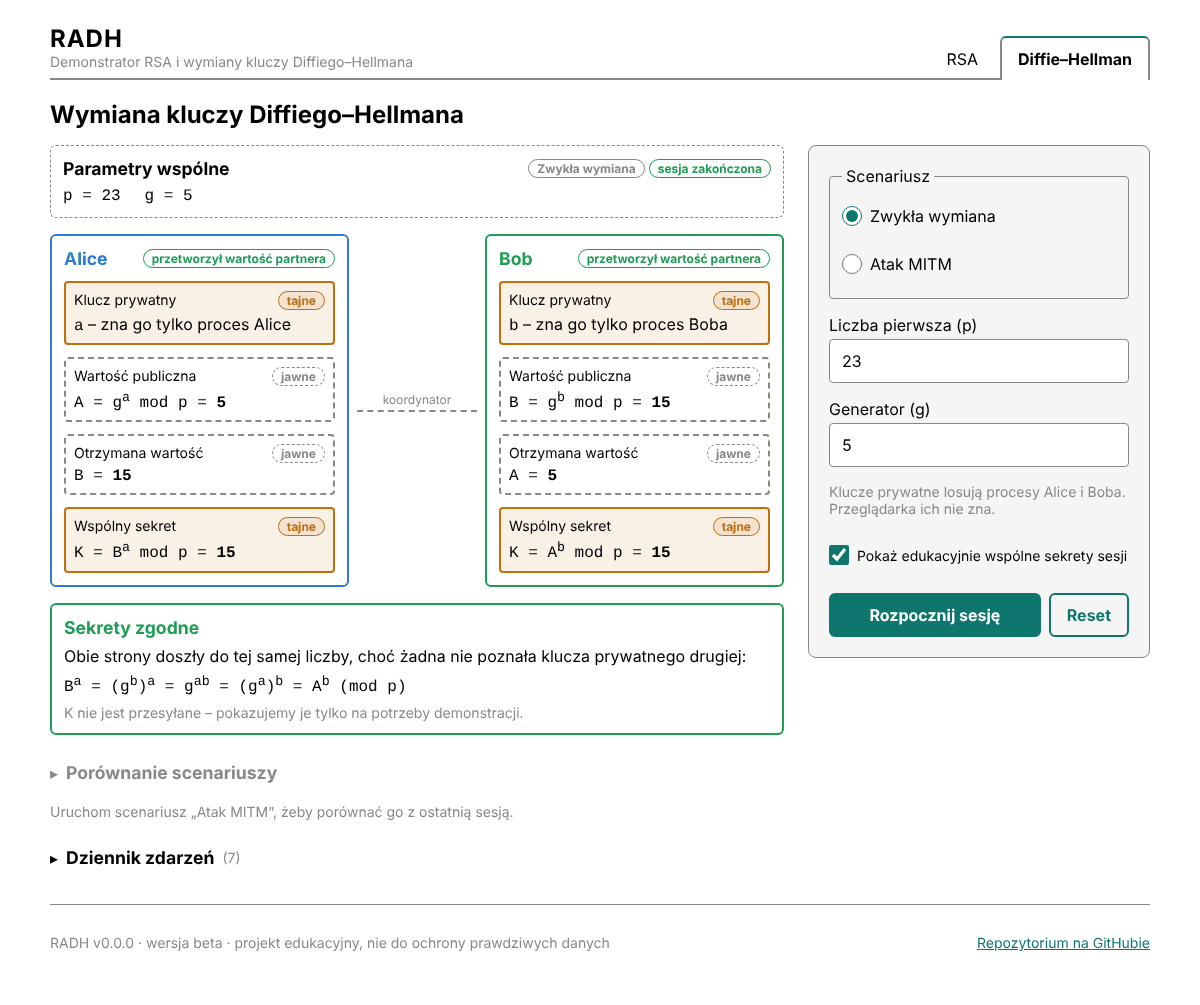 RADH
Demonstrator RSA i wymiany kluczy Diffiego–Hellmana
RSA
Diffie–Hellman
Wymiana kluczy Diffiego–Hellmana
Parametry wspólne
Zwykła wymiana
sesja zakończona
p = 23 g = 5
Alice
przetworzył wartość partnera
Klucz prywatny
tajne
a – zna go tylko proces Alice
Wartość publiczna
jawne
A = gᵃ mod p = 5
Otrzymana wartość
jawne
B = 15
Wspólny sekret
tajne
K = Bᵃ mod p = 15
koordynator
Bob
przetworzył wartość partnera
Klucz prywatny
tajne
b – zna go tylko proces Boba
Wartość publiczna
jawne
B = gᵇ mod p = 15
Otrzymana wartość
jawne
A = 5
Wspólny sekret
tajne
K = Aᵇ mod p = 15
Sekrety zgodne
Obie strony doszły do tej samej liczby, choć żadna nie poznała klucza prywatnego drugiej:
Bᵃ = (gᵇ)ᵃ = gᵃᵇ = (gᵃ)ᵇ = Aᵇ (mod p)
K nie jest przesyłane – pokazujemy je tylko na potrzeby demonstracji.
▸ Porównanie scenariuszy
Uruchom scenariusz „Atak MITM”, żeby porównać go z ostatnią sesją.
▸ Dziennik zdarzeń (7)
Scenariusz
Zwykła wymiana
Atak MITM
Liczba pierwsza (p)
23
Generator (g)
5
Klucze prywatne losują procesy Alice i Boba.
Przeglądarka ich nie zna.
Pokaż edukacyjnie wspólne sekrety sesji
Rozpocznij sesję
Reset
RADH v0.0.0 · wersja beta · projekt edukacyjny, nie do ochrony prawdziwych danych
Repozytorium na GitHubie